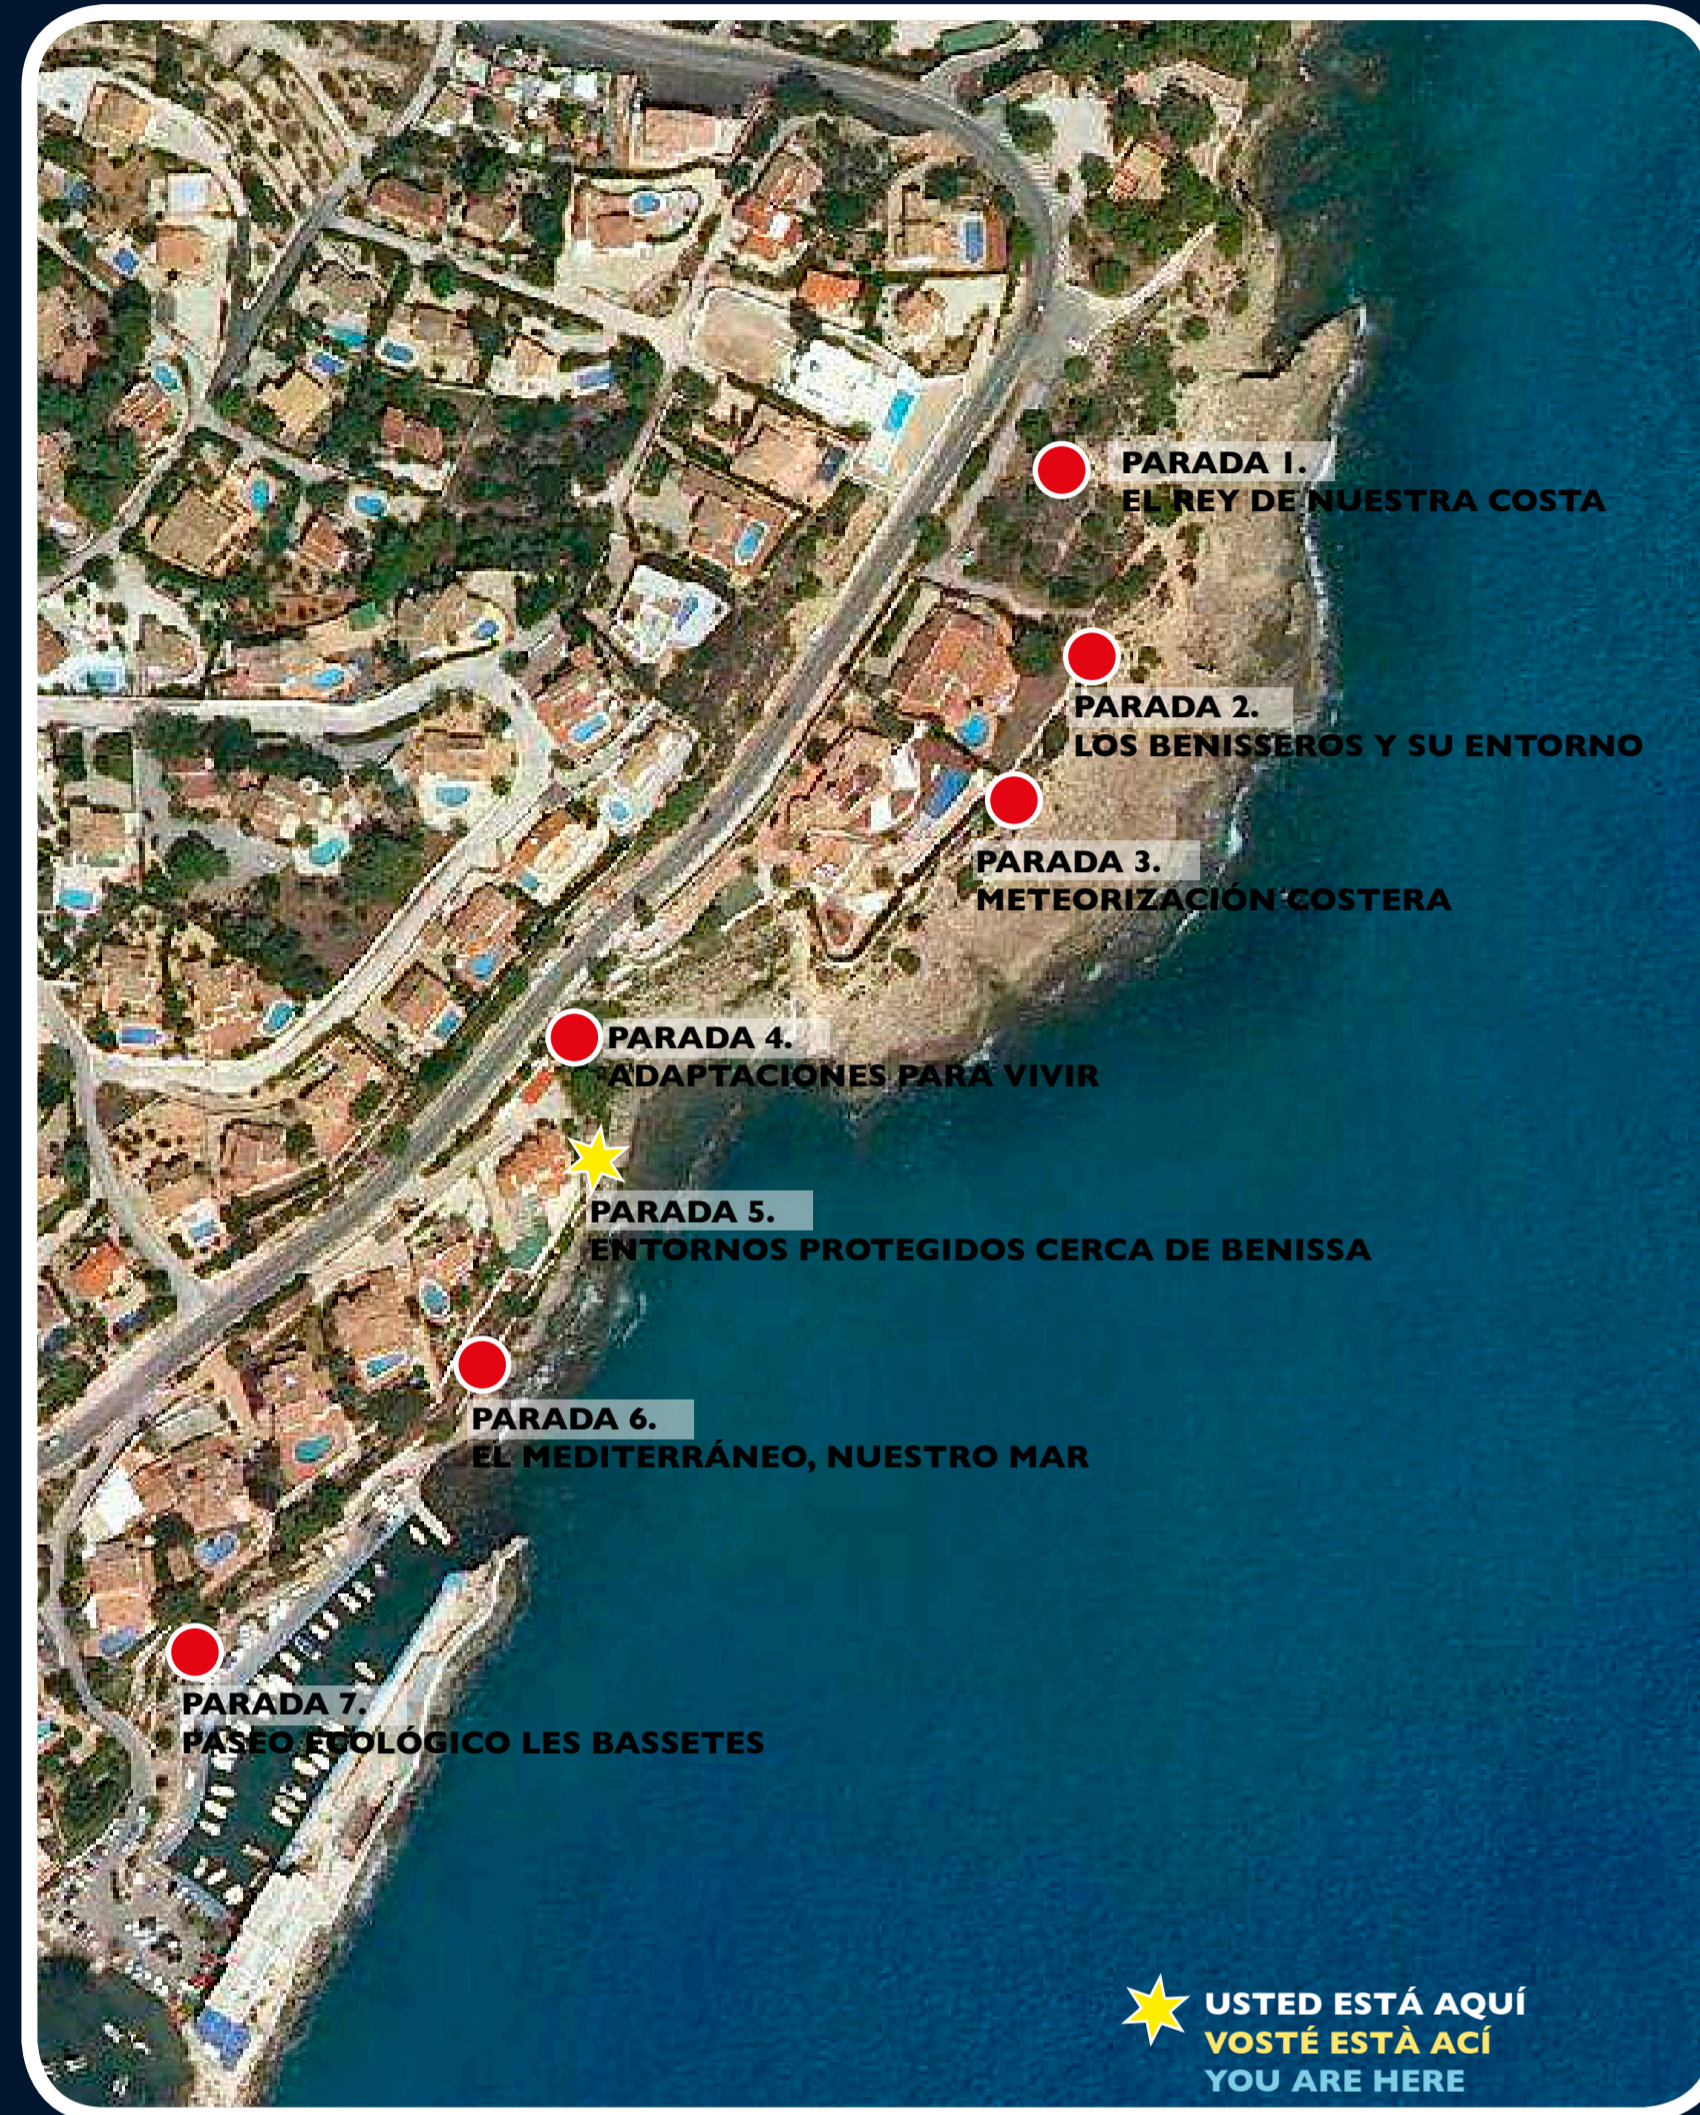 PARADA 1.
EL REY DE NUESTRA COSTA
PARADA 2.
LOS BENISSEROS Y SU ENTORNO
PARADA 3.
METEORIZACIÓN COSTERA
PARADA 4.
ADAPTACIONES PARA VIVIR
PARADA 5.
ENTORNOS PROTEGIDOS CERCA DE BENISSA
PARADA 6.
EL MEDITERRÁNEO, NUESTRO MAR
PARADA 7.
PASEO ECOLÓGICO LES BASSETES
USTED ESTÁ AQUÍ
VOSTÉ ESTÀ ACÍ
YOU ARE HERE